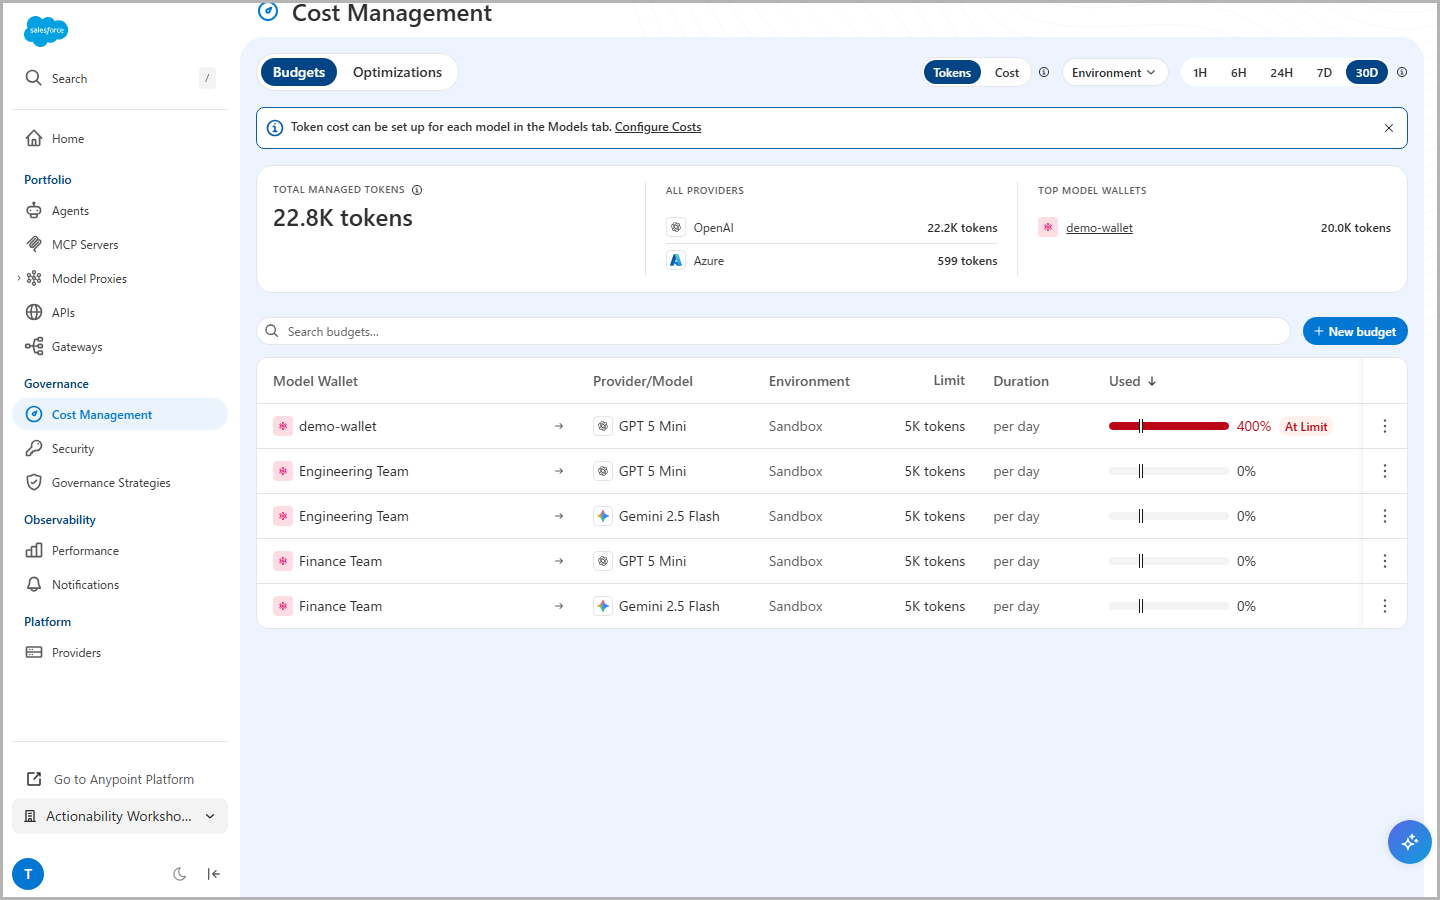 salesforce
Search /
Home
Portfolio
Agents
MCP Servers
Model Proxies
APIs
Gateways
Governance
Cost Management
Security
Governance Strategies
Observability
Performance
Notifications
Platform
Providers
Go to Anypoint Platform
Actionability Worksho...
T
Cost Management
Budgets Optimizations Tokens Cost Environment 1H 6H 24H 7D 30D
Token cost can be set up for each model in the Models tab. Configure Costs
TOTAL MANAGED TOKENS
22.8K tokens
ALL PROVIDERS
OpenAI 22.2K tokens
Azure 599 tokens
TOP MODEL WALLETS
demo-wallet 20.0K tokens
Search budgets...
+ New budget
Model Wallet Provider/Model Environment Limit Duration Used ↓
demo-wallet → GPT 5 Mini Sandbox 5K tokens per day 400% At Limit
Engineering Team → GPT 5 Mini Sandbox 5K tokens per day 0%
Engineering Team → Gemini 2.5 Flash Sandbox 5K tokens per day 0%
Finance Team → GPT 5 Mini Sandbox 5K tokens per day 0%
Finance Team → Gemini 2.5 Flash Sandbox 5K tokens per day 0%